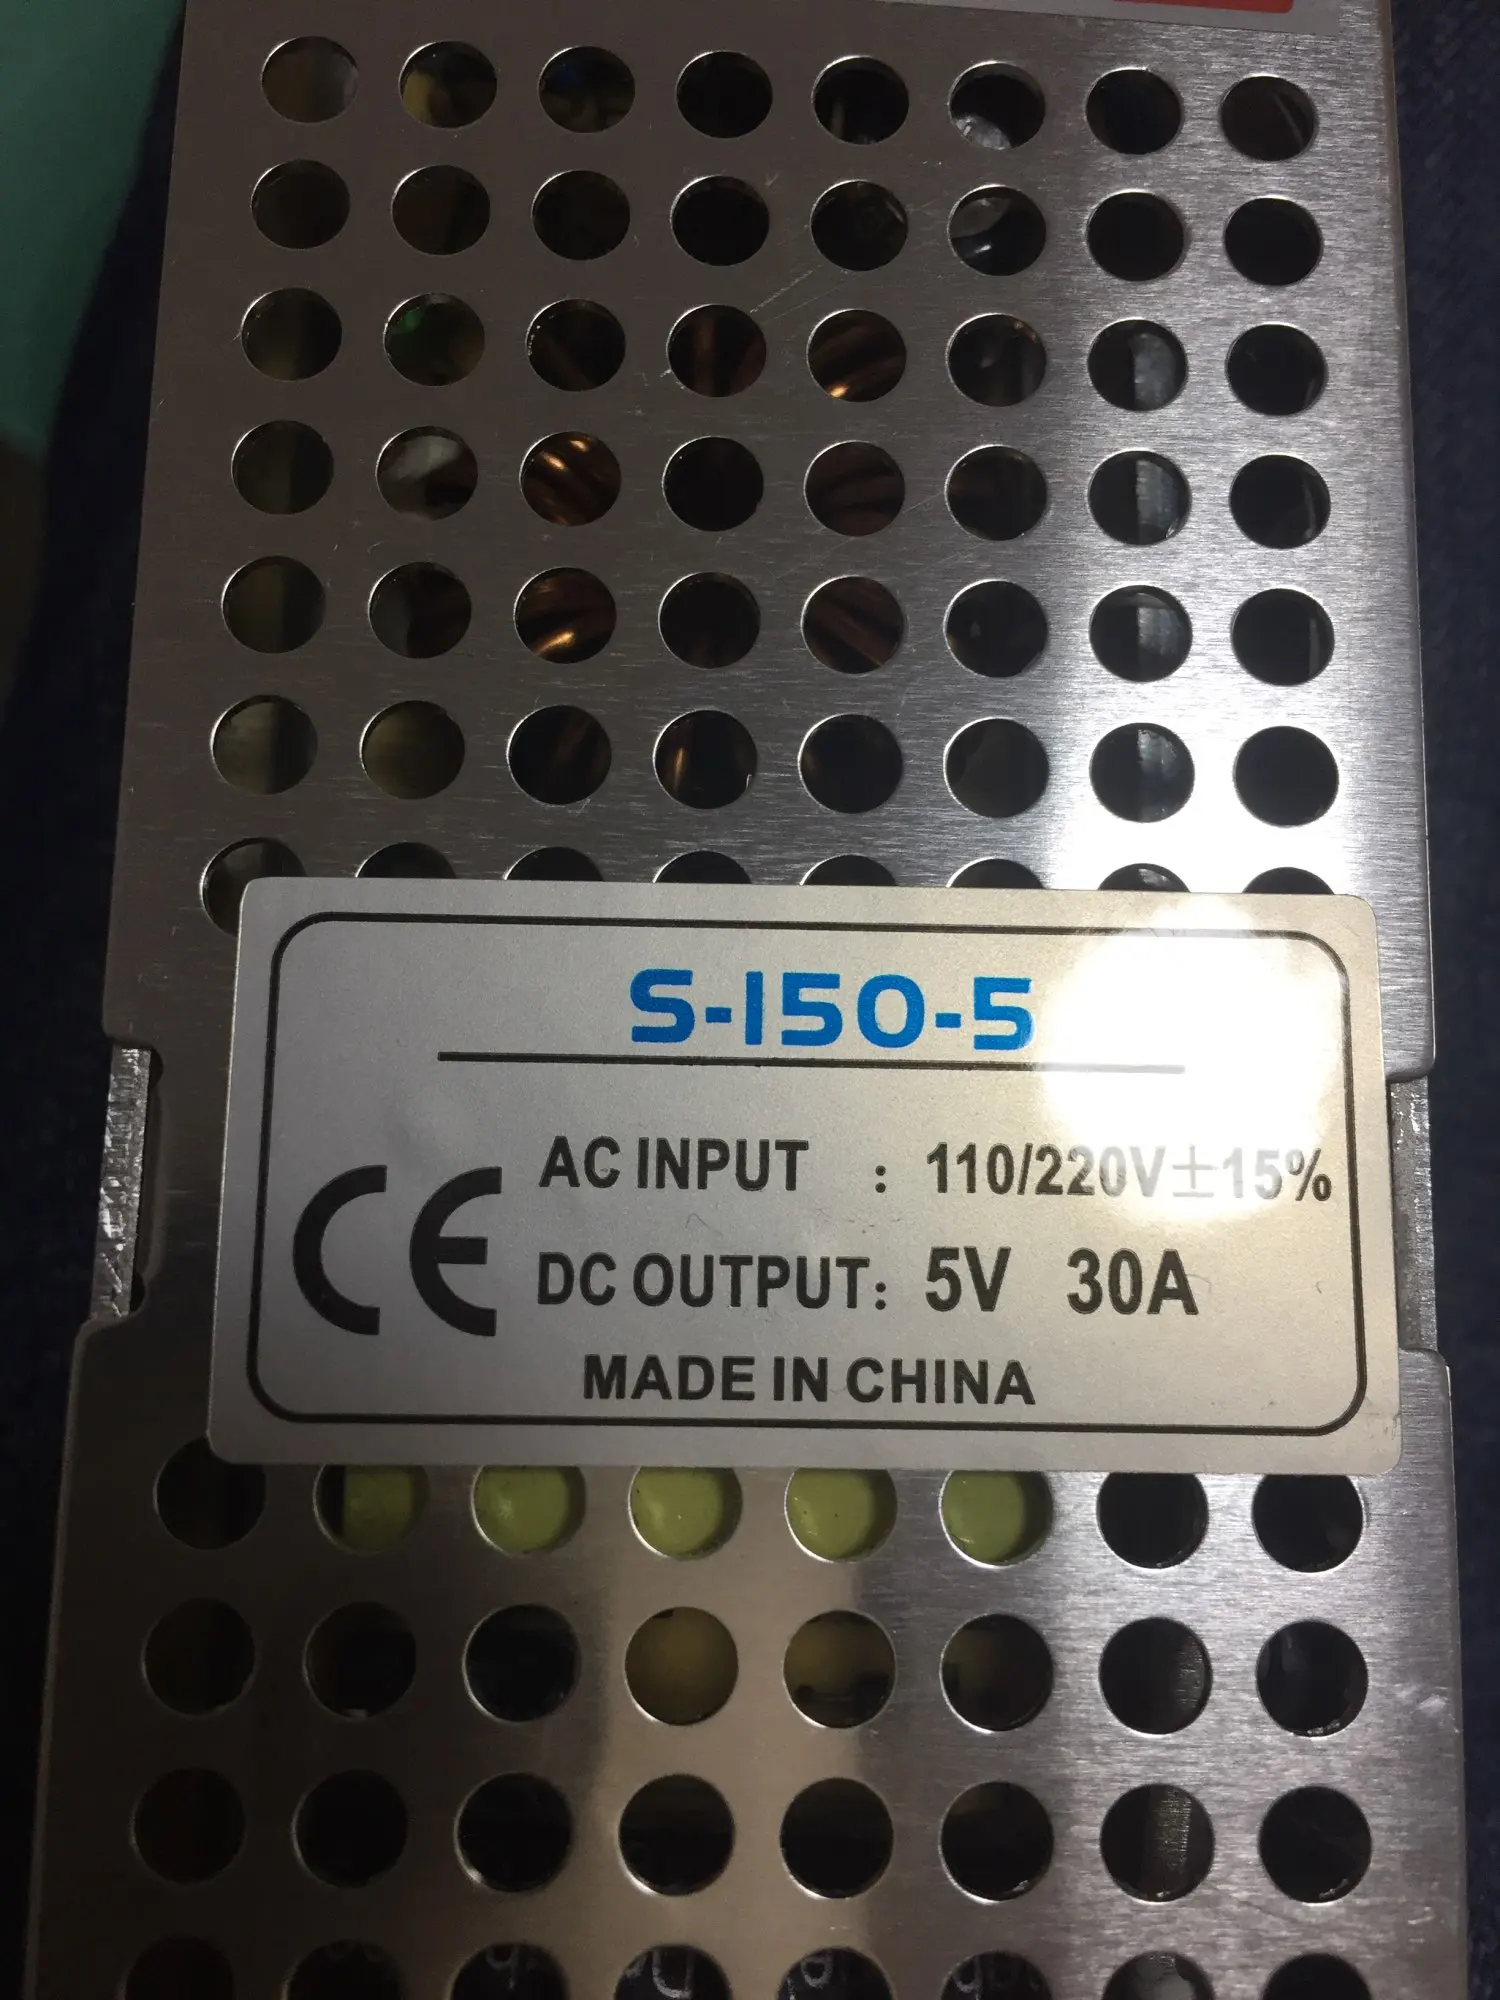 S-150-5
AC INPUT : 110/220V±15%
CE DC OUTPUT: 5V 30A
MADE IN CHINA